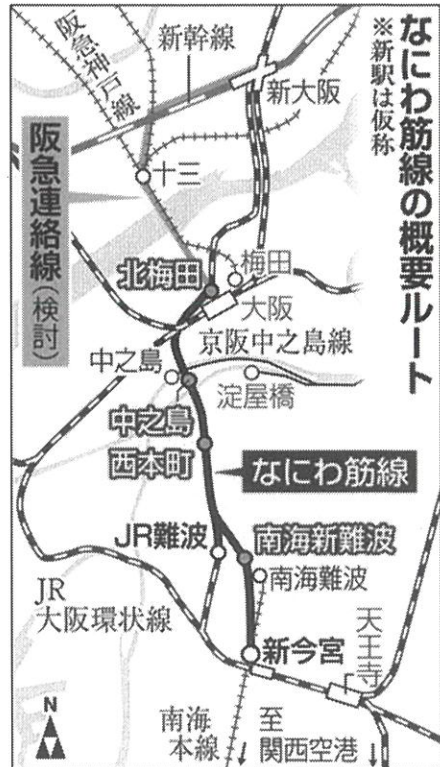 なにわ筋線の概要ルート
※新駅は仮称
阪急神戸線
新幹線
新大阪
十三
阪急連絡線(検討)
北梅田
梅田
大阪
京阪中之島線
中之島
淀屋橋
中之島
西本町
なにわ筋線
JR難波
南海新難波
南海難波
JR
大阪環状線
新今宮
天王寺
南海
本線
至
関西空港
N